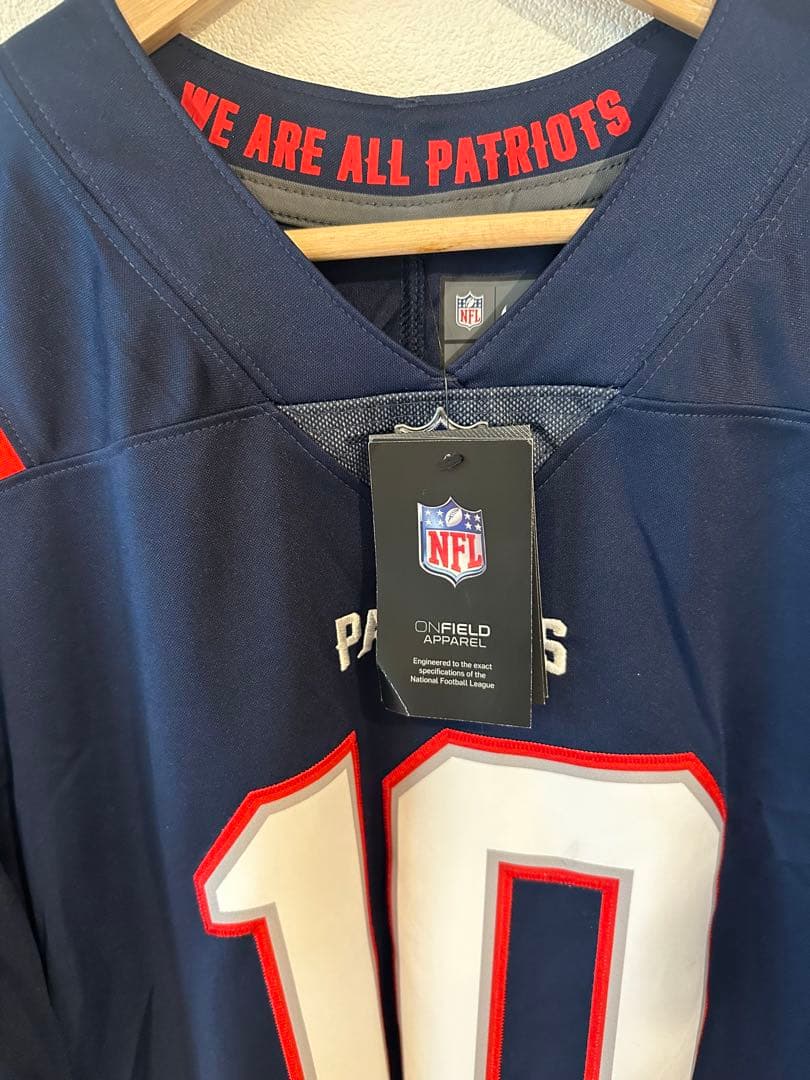 WE ARE ALL PATRIOTS
NFL
NFL
ONFIELD
APPAREL
Engineered to the exact
specifications of the
National Football League
PA S
10